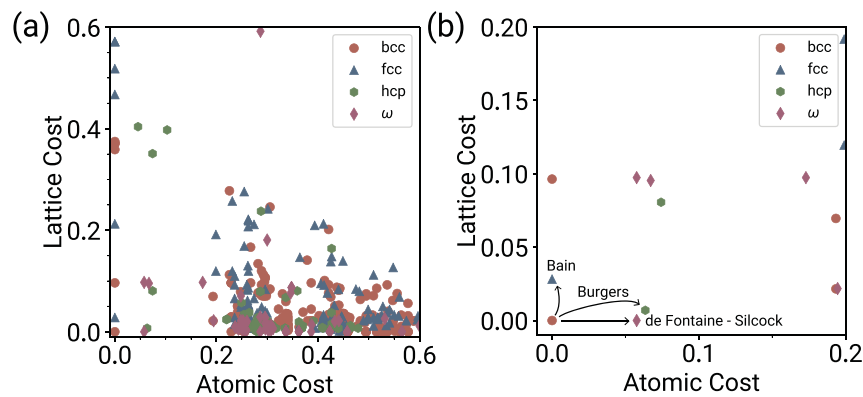 (a)
0.6
0.4
0.2
0.0
Lattice Cost
0.0 0.2 0.4 0.6
Atomic Cost
bcc
fcc
hcp
ω
(b)
0.20
0.15
0.10
0.05
0.00
Lattice Cost
0.0 0.1 0.2
Atomic Cost
bcc
fcc
hcp
ω
Bain
Burgers
de Fontaine - Silcock